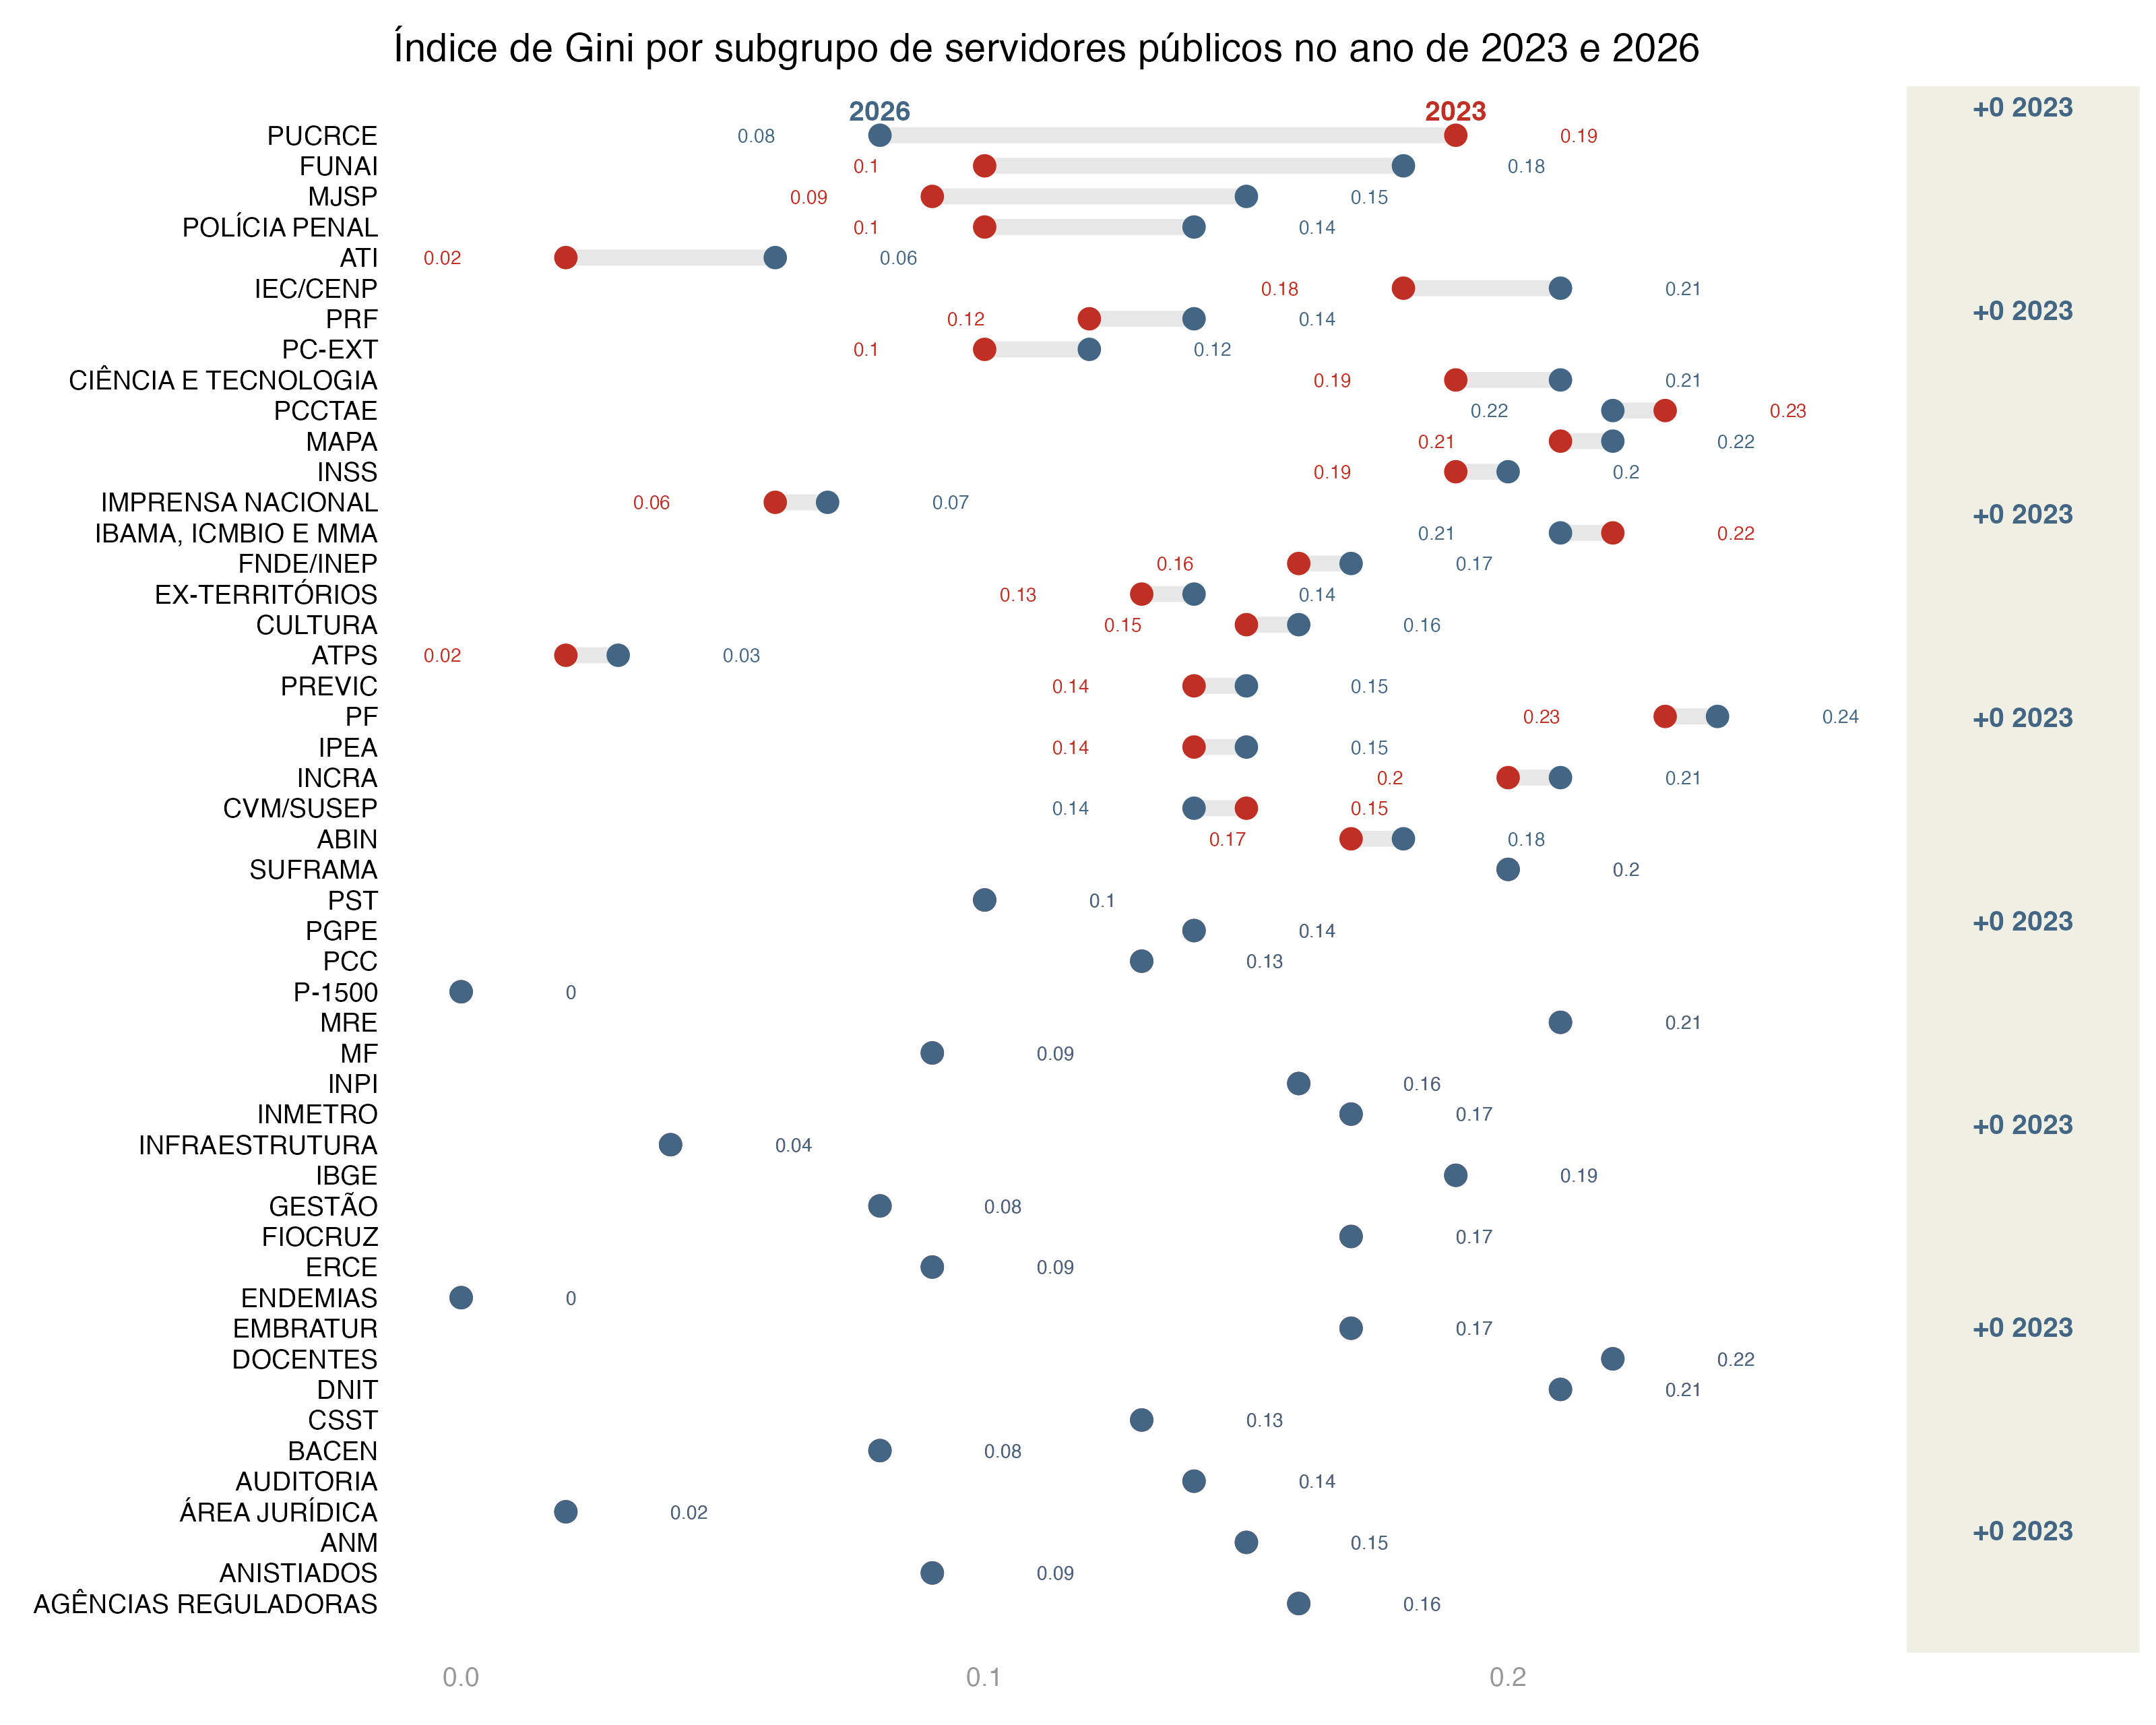 Índice de Gini por subgrupo de servidores públicos no ano de 2023 e 2026
2026 2023 +0 2023
PUCRCE 0.08 0.19
FUNAI 0.1 0.18
MJSP 0.09 0.15
POLÍCIA PENAL 0.1 0.14
ATI 0.02 0.06
IEC/CENP 0.18 0.21
PRF 0.12 0.14 +0 2023
PC-EXT 0.1 0.12
CIÊNCIA E TECNOLOGIA 0.19 0.21
PCCTAE 0.22 0.23
MAPA 0.21 0.22
INSS 0.19 0.2
IMPRENSA NACIONAL 0.06 0.07 +0 2023
IBAMA, ICMBIO E MMA 0.21 0.22
FNDE/INEP 0.16 0.17
EX-TERRITÓRIOS 0.13 0.14
CULTURA 0.15 0.16
ATPS 0.02 0.03
PREVIC 0.14 0.15
PF 0.23 0.24 +0 2023
IPEA 0.14 0.15
INCRA 0.2 0.21
CVM/SUSEP 0.14 0.15
ABIN 0.17 0.18
SUFRAMA 0.2
PST 0.1
PGPE 0.14 +0 2023
PCC 0.13
P-1500 0
MRE 0.21
MF 0.09
INPI 0.16
INMETRO 0.17 +0 2023
INFRAESTRUTURA 0.04
IBGE 0.19
GESTÃO 0.08
FIOCRUZ 0.17
ERCE 0.09
ENDEMIAS 0
EMBRATUR 0.17 +0 2023
DOCENTES 0.22
DNIT 0.21
CSST 0.13
BACEN 0.08
AUDITORIA 0.14
ÁREA JURÍDICA 0.02
ANM 0.15 +0 2023
ANISTIADOS 0.09
AGÊNCIAS REGULADORAS 0.16
0.0 0.1 0.2